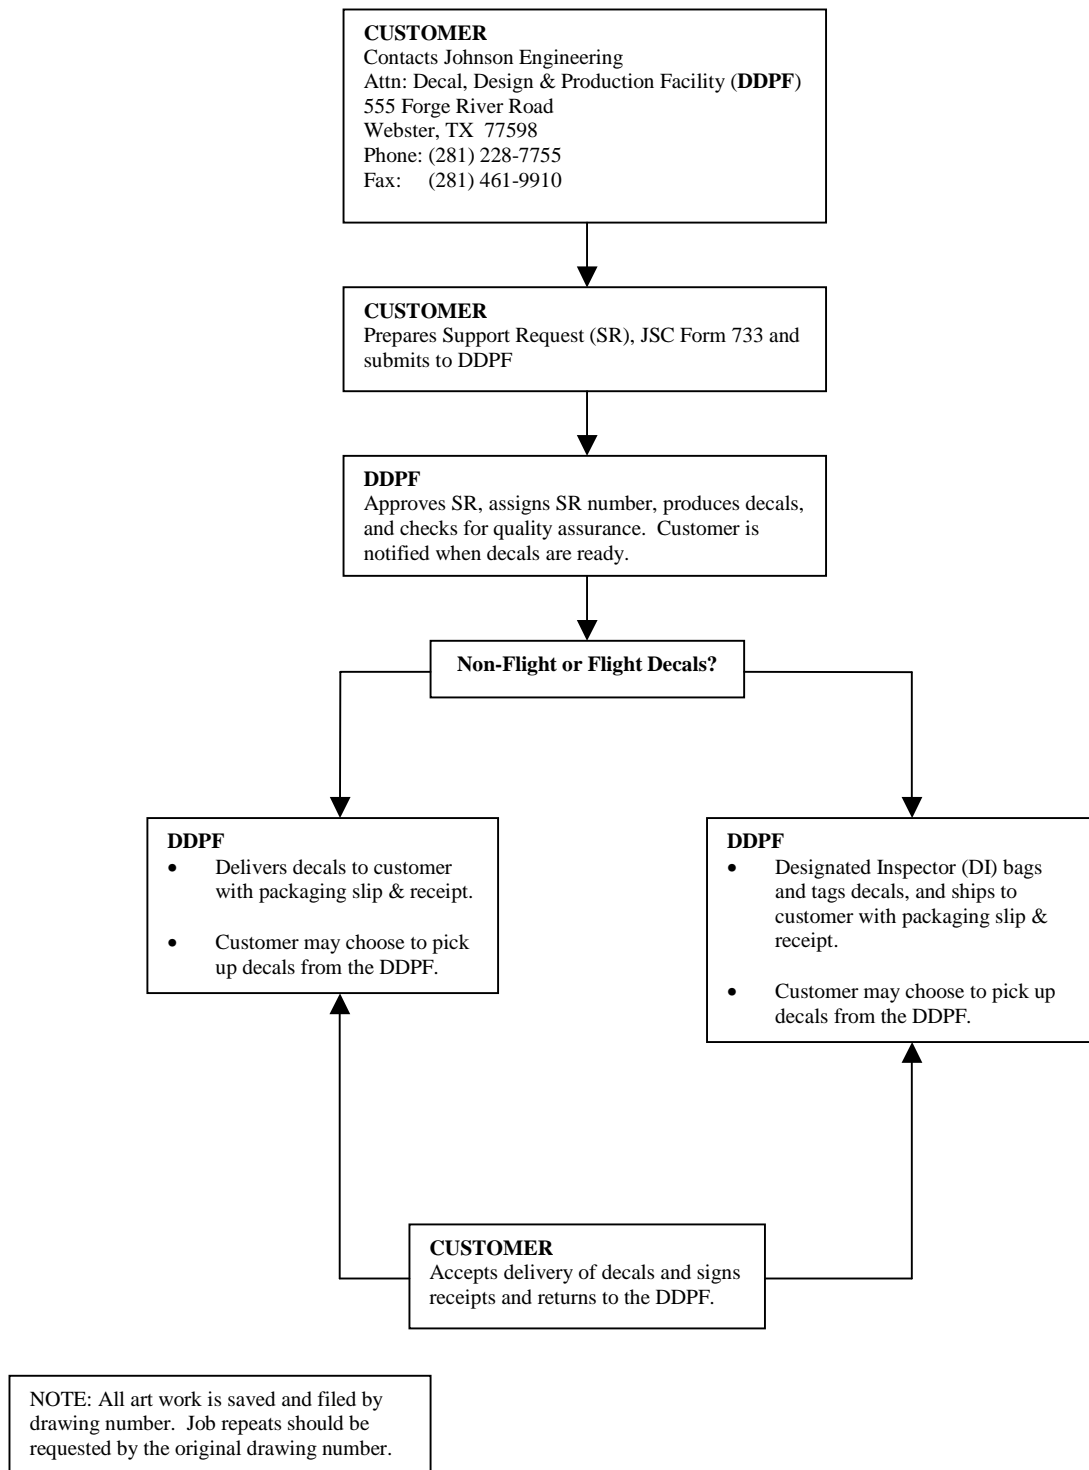 CUSTOMER
Contacts Johnson Engineering
Attn: Decal, Design & Production Facility (DDPF)
555 Forge River Road
Webster, TX  77598
Phone: (281) 228-7755
Fax:     (281) 461-9910
CUSTOMER
Prepares Support Request (SR), JSC Form 733 and
submits to DDPF
DDPF
Approves SR, assigns SR number, produces decals,
and checks for quality assurance.  Customer is
notified when decals are ready.
Non-Flight or Flight Decals?
DDPF
• Delivers decals to customer
with packaging slip & receipt.
• Customer may choose to pick
up decals from the DDPF.
DDPF
• Designated Inspector (DI) bags
and tags decals, and ships to
customer with packaging slip &
receipt.
• Customer may choose to pick up
decals from the DDPF.
CUSTOMER
Accepts delivery of decals and signs
receipts and returns to the DDPF.
NOTE: All art work is saved and filed by
drawing number.  Job repeats should be
requested by the original drawing number.